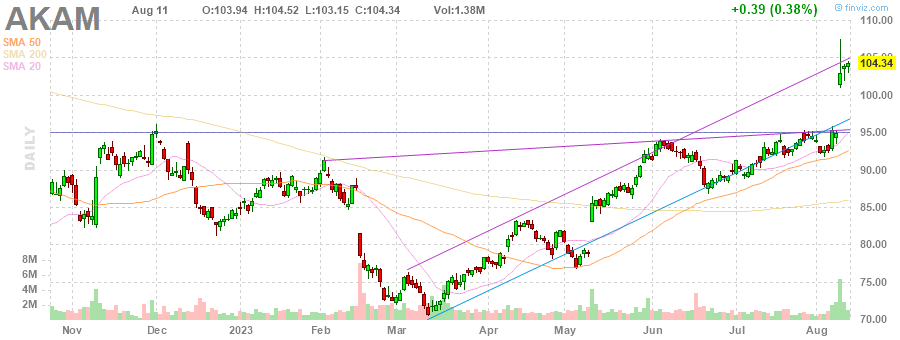 AKAM Aug 11 O:103.94 H:104.52 L:103.15 C:104.34 Vol:1.38M +0.39 (0.38%) © finviz.com
SMA 50
SMA 200
SMA 20
DAILY
110.00
105.00
104.34
100.00
95.00
90.00
85.00
80.00
75.00
70.00
8M
6M
4M
2M
Nov Dec 2023 Feb Mar Apr May Jun Jul Aug